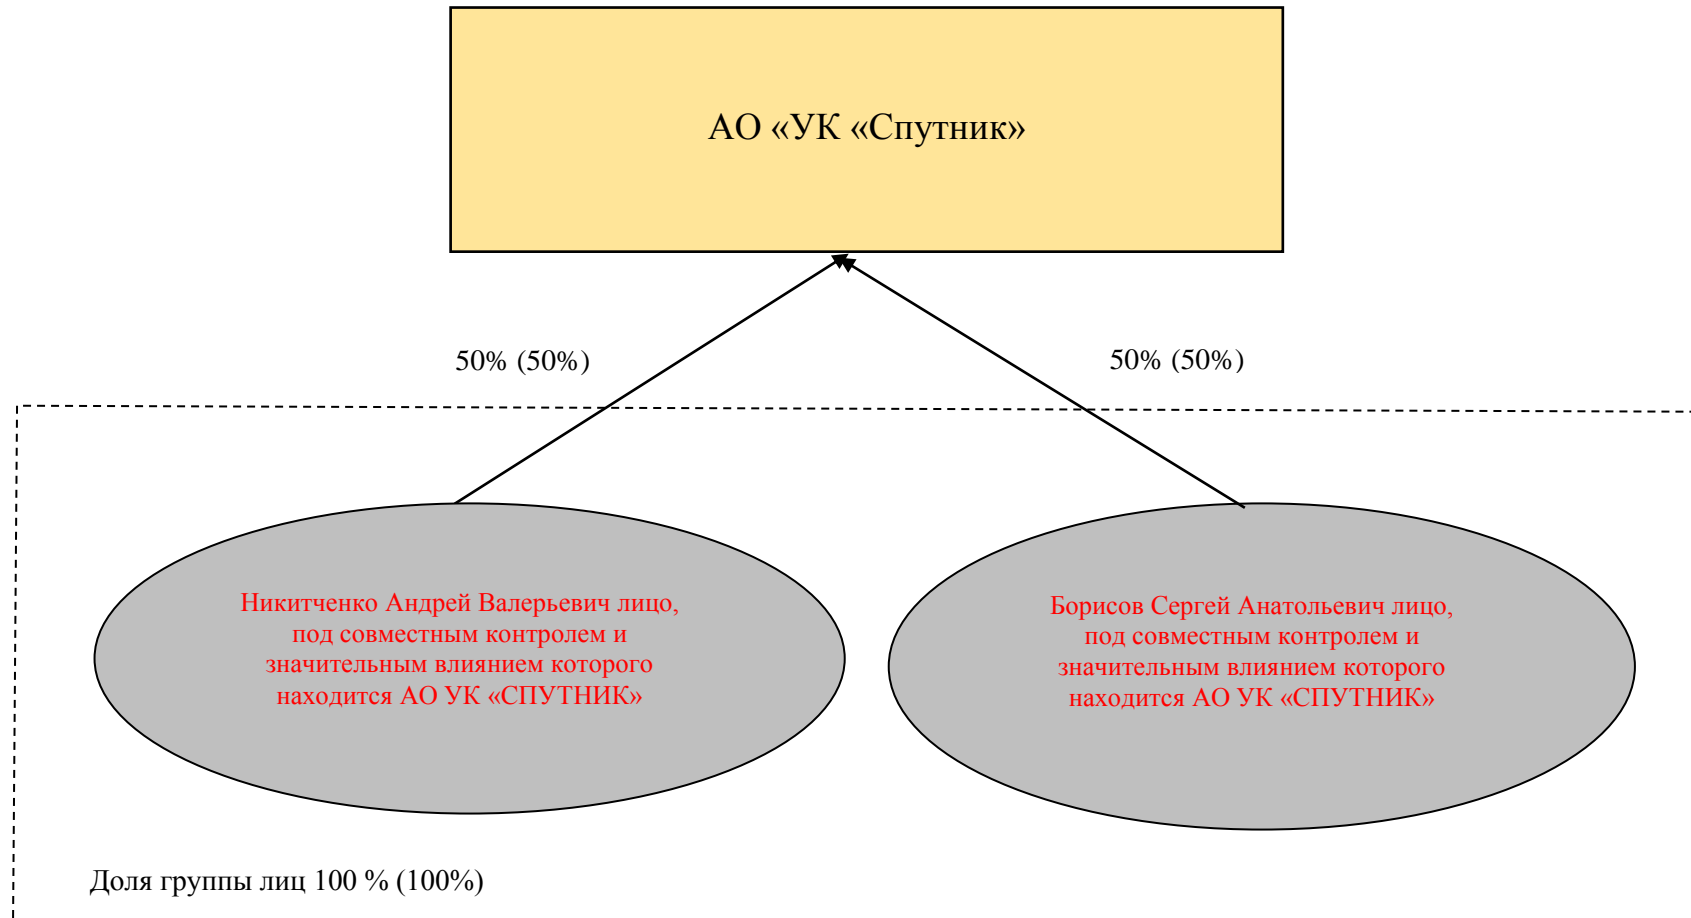 АО «УК «Спутник»
50% (50%)
50% (50%)
Никитченко Андрей Валерьевич лицо,
под совместным контролем и
значительным влиянием которого
находится АО УК «СПУТНИК»
Борисов Сергей Анатольевич лицо,
под совместным контролем и
значительным влиянием которого
находится АО УК «СПУТНИК»
Доля группы лиц 100 % (100%)